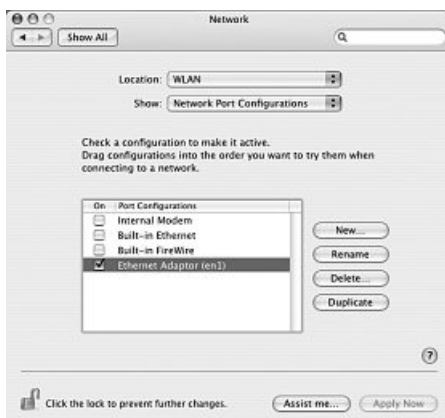 Network
Show All
Location: WLAN
Show: Network Port Configurations
Check a configuration to make it active.
Drag configurations into the order you want to try them when
connecting to a network.
On Port Configurations
Internal Modem
Built-in Ethernet
Built-in FireWire
Ethernet Adaptor (en1)
New...
Rename
Delete...
Duplicate
?
Click the lock to prevent further changes.
Assist me...
Apply Now